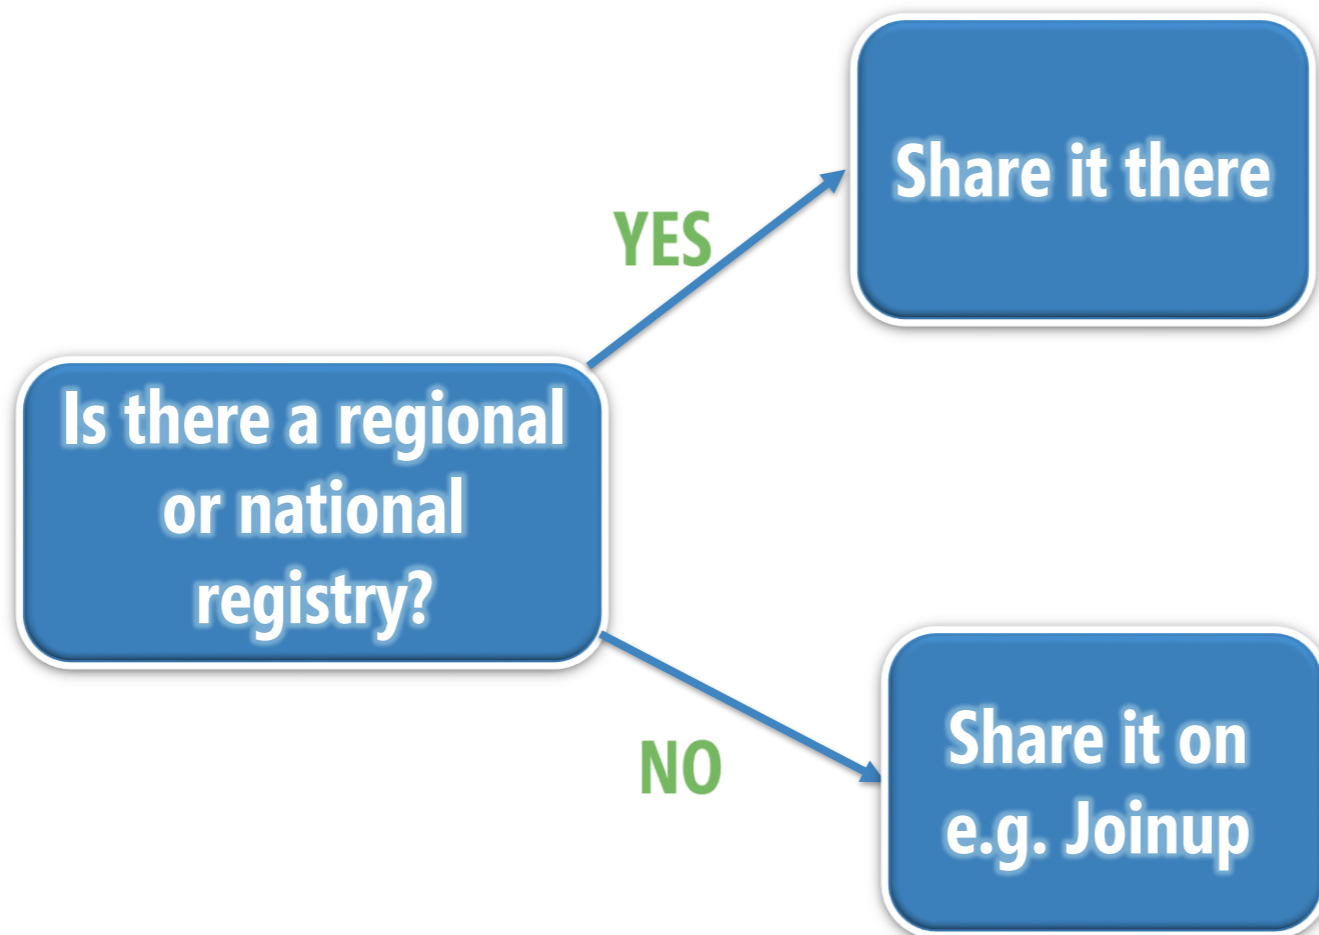 Share it there
YES
Is there a regional
or national
registry?
NO
Share it on
e.g. Joinup